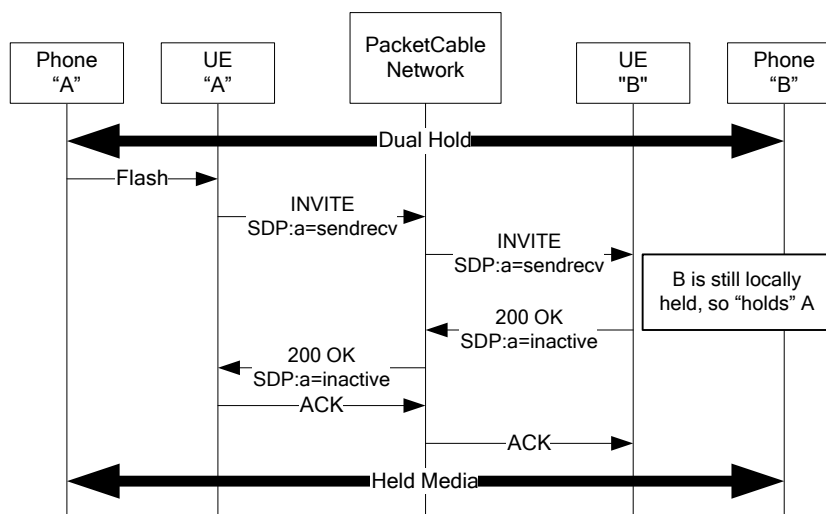 Phone
“A”
UE
“A”
PacketCable
Network
UE
"B"
Phone
“B”
Dual Hold
Flash
INVITE
SDP:a=sendrecv
INVITE
SDP:a=sendrecv
B is still locally
held, so “holds” A
200 OK
SDP:a=inactive
200 OK
SDP:a=inactive
ACK
ACK
Held Media